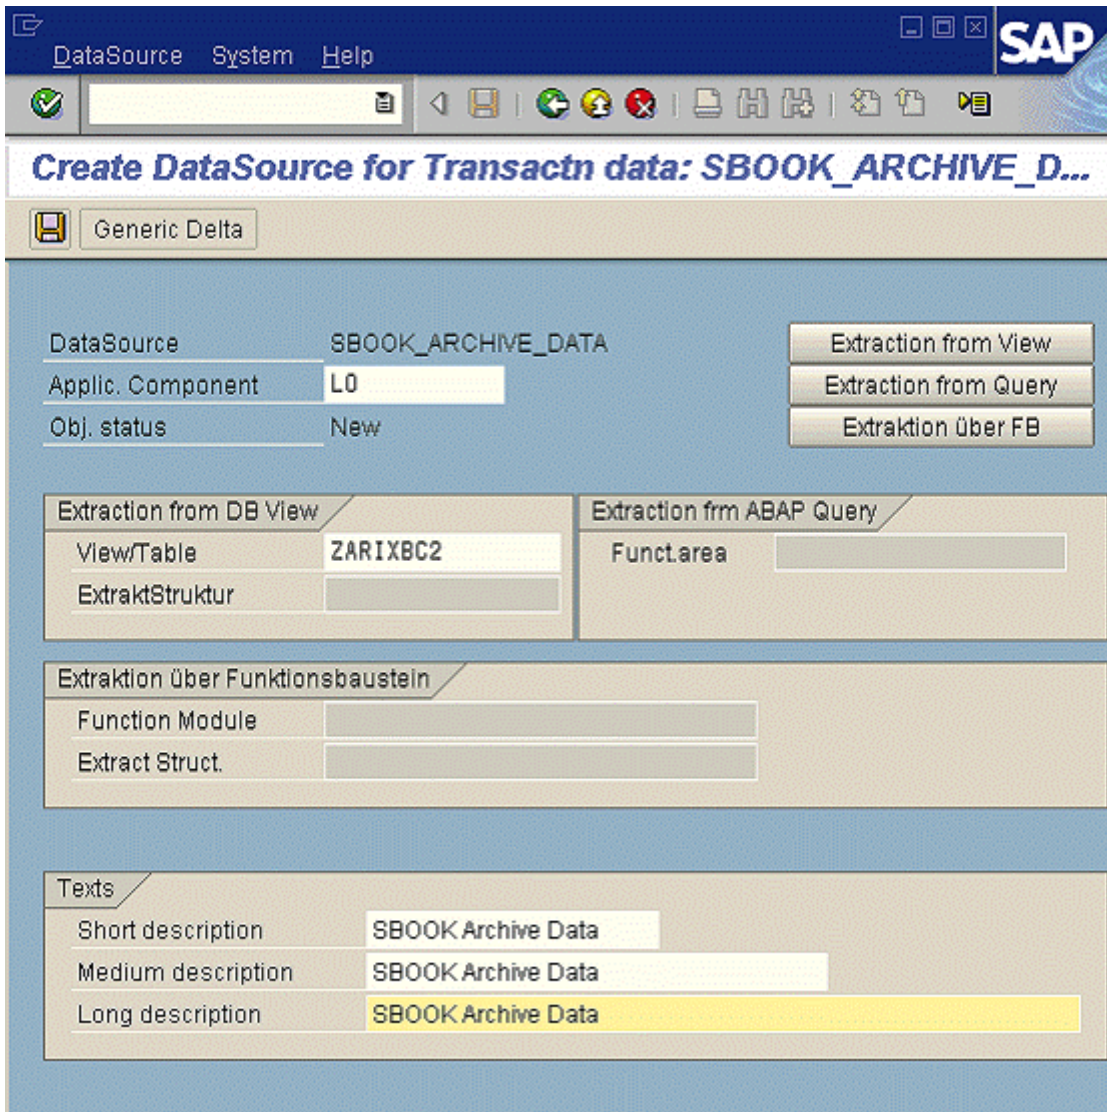 DataSource System Help
SAP
Create DataSource for Transactn data: SBOOK_ARCHIVE_D...
Generic Delta
DataSource SBOOK_ARCHIVE_DATA Extraction from View
Applic. Component LO Extraction from Query
Obj. status New Extraktion über FB
Extraction from DB View Extraction frm ABAP Query
View/Table ZARIXBC2 Funct.area
ExtraktStruktur
Extraktion über Funktionsbaustein
Function Module
Extract Struct.
Texts
Short description SBOOK Archive Data
Medium description SBOOK Archive Data
Long description SBOOK Archive Data